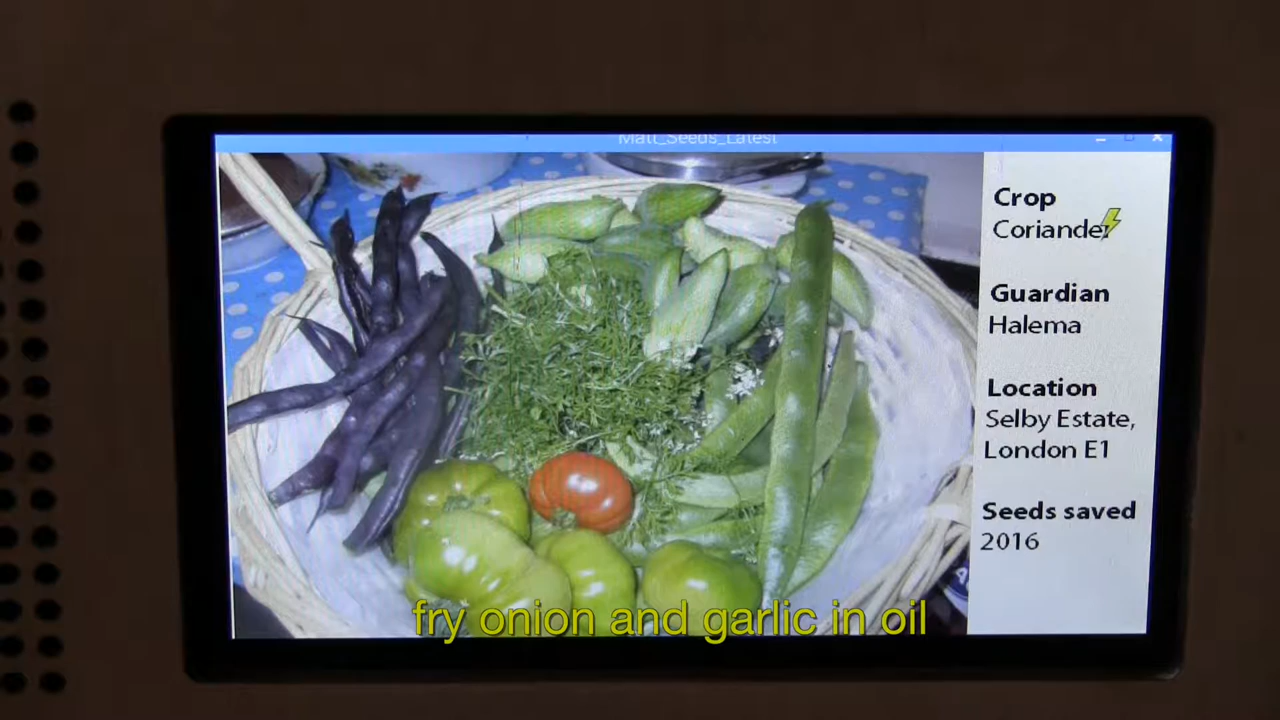 Matt_Seeds_Latest
Crop
Coriander
Guardian
Halema
Location
Selby Estate,
London E1
Seeds saved
2016
fry onion and garlic in oil